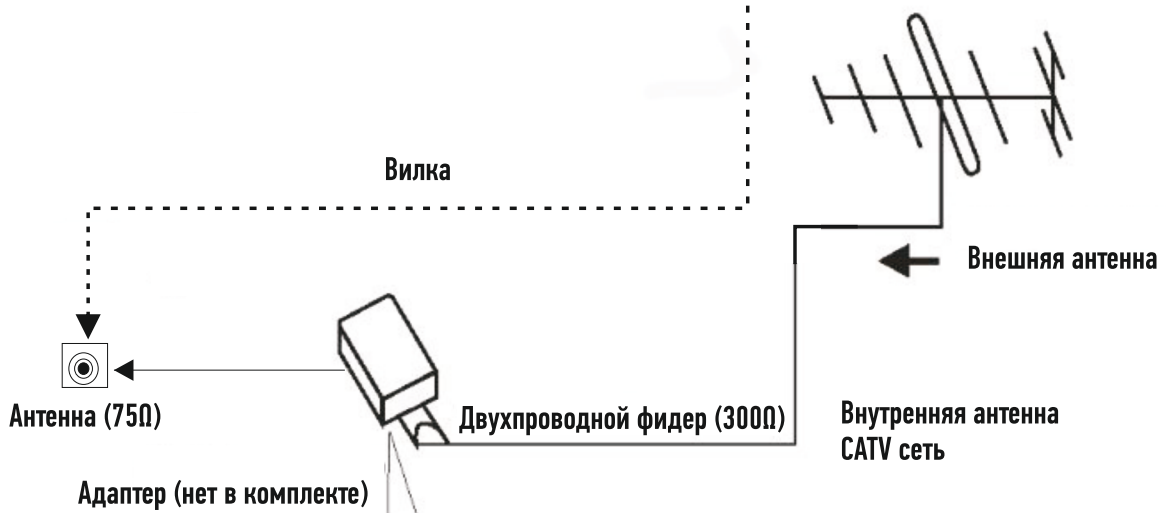 Вилка
Внешняя антенна
Антенна (75Ω)
Двухпроводной фидер (300Ω)
Внутренняя антенна
CATV сеть
Адаптер (нет в комплекте)